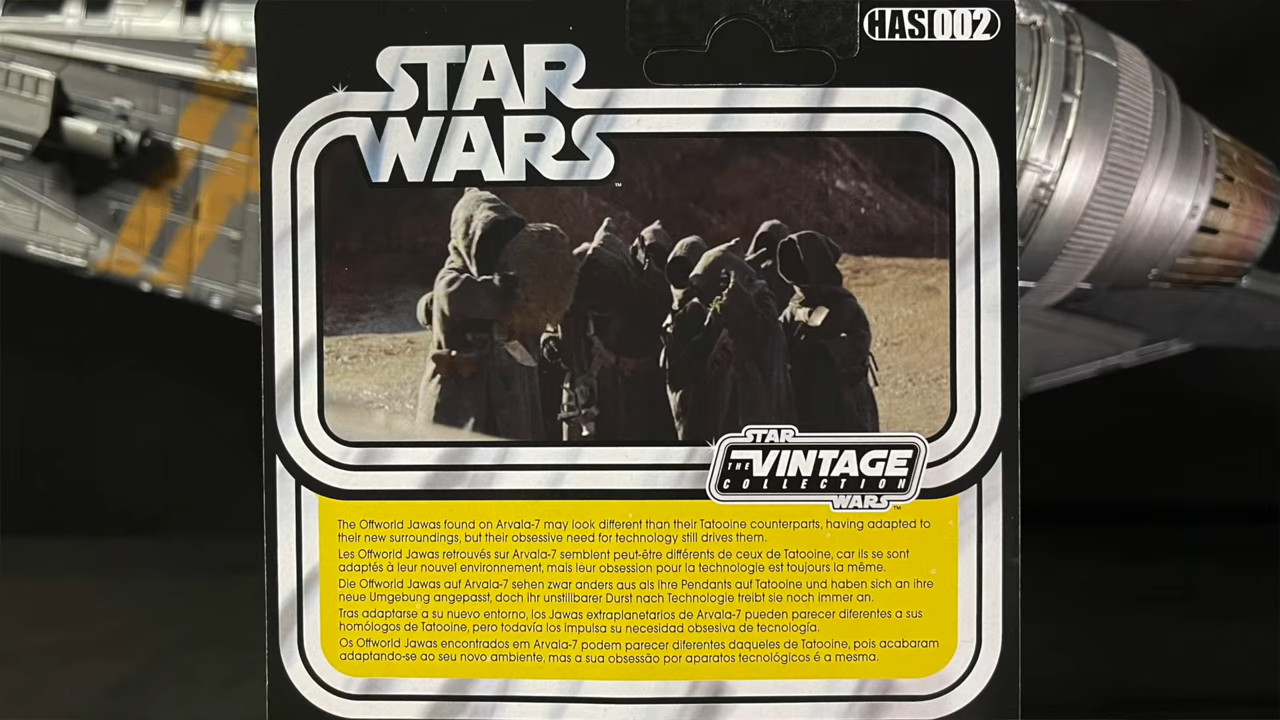 HAS|002
STAR
WARS
™
STAR
THE VINTAGE
COLLECTION
WARS™
The Offworld Jawas found on Arvala-7 may look different than their Tatooine counterparts, having adapted to
their new surroundings, but their obsessive need for technology still drives them.
Les Offworld Jawas retrouvés sur Arvala-7 semblent peut-être différents de ceux de Tatooine, car ils se sont
adaptés à leur nouvel environnement, mais leur obsession pour la technologie est toujours la même.
Die Offworld Jawas auf Arvala-7 sehen zwar anders aus als ihre Pendants auf Tatooine und haben sich an ihre
neue Umgebung angepasst, doch ihr unstillbarer Durst nach Technologie treibt sie noch immer an.
Tras adaptarse a su nuevo entorno, los Jawas extraplanetarios de Arvala-7 pueden parecer diferentes a sus
homólogos de Tatooine, pero todavía los impulsa su necesidad obsesiva de tecnología.
Os Offworld Jawas encontrados em Arvala-7 podem parecer diferentes daqueles de Tatooine, pois acabaram
adaptando-se ao seu novo ambiente, mas a sua obsessão por aparatos tecnológicos é a mesma.